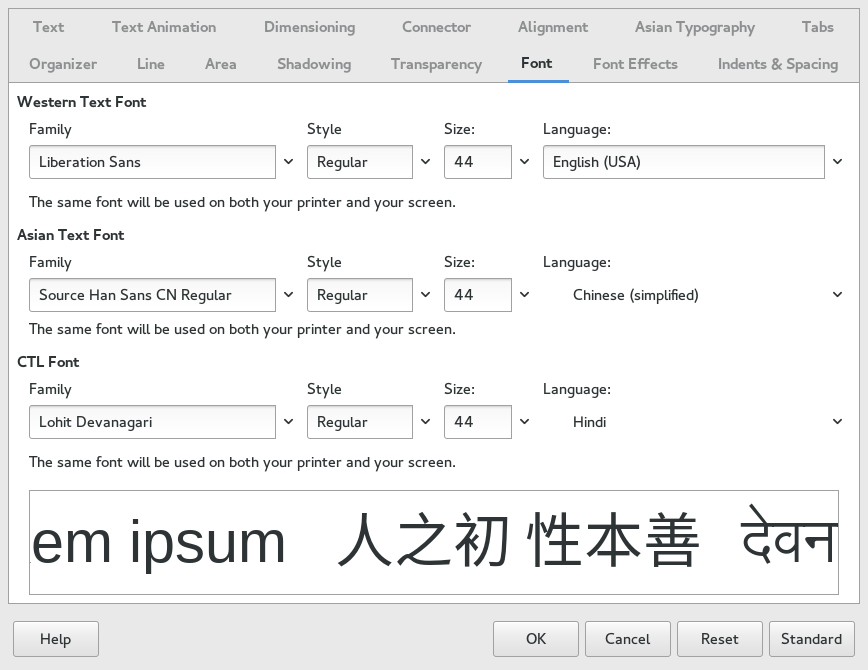 Text Text Animation Dimensioning Connector Alignment Asian Typography Tabs
Organizer Line Area Shadowing Transparency Font Font Effects Indents & Spacing
Western Text Font
Family Style Size: Language:
Liberation Sans Regular 44 English (USA)
The same font will be used on both your printer and your screen.
Asian Text Font
Family Style Size: Language:
Source Han Sans CN Regular Regular 44 Chinese (simplified)
The same font will be used on both your printer and your screen.
CTL Font
Family Style Size: Language:
Lohit Devanagari Regular 44 Hindi
The same font will be used on both your printer and your screen.
em ipsum 人之初 性本善 देवन
Help OK Cancel Reset Standard